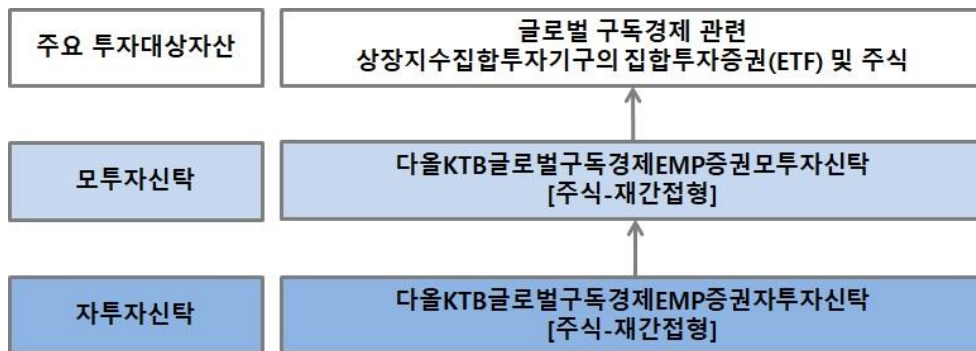 주요 투자대상자산
글로벌 구독경제 관련
상장지수집합투자기구의 집합투자증권(ETF) 및 주식
모투자신탁
다올KTB글로벌구독경제EMP증권모투자신탁
[주식-재간접형]
자투자신탁
다올KTB글로벌구독경제EMP증권자투자신탁
[주식-재간접형]